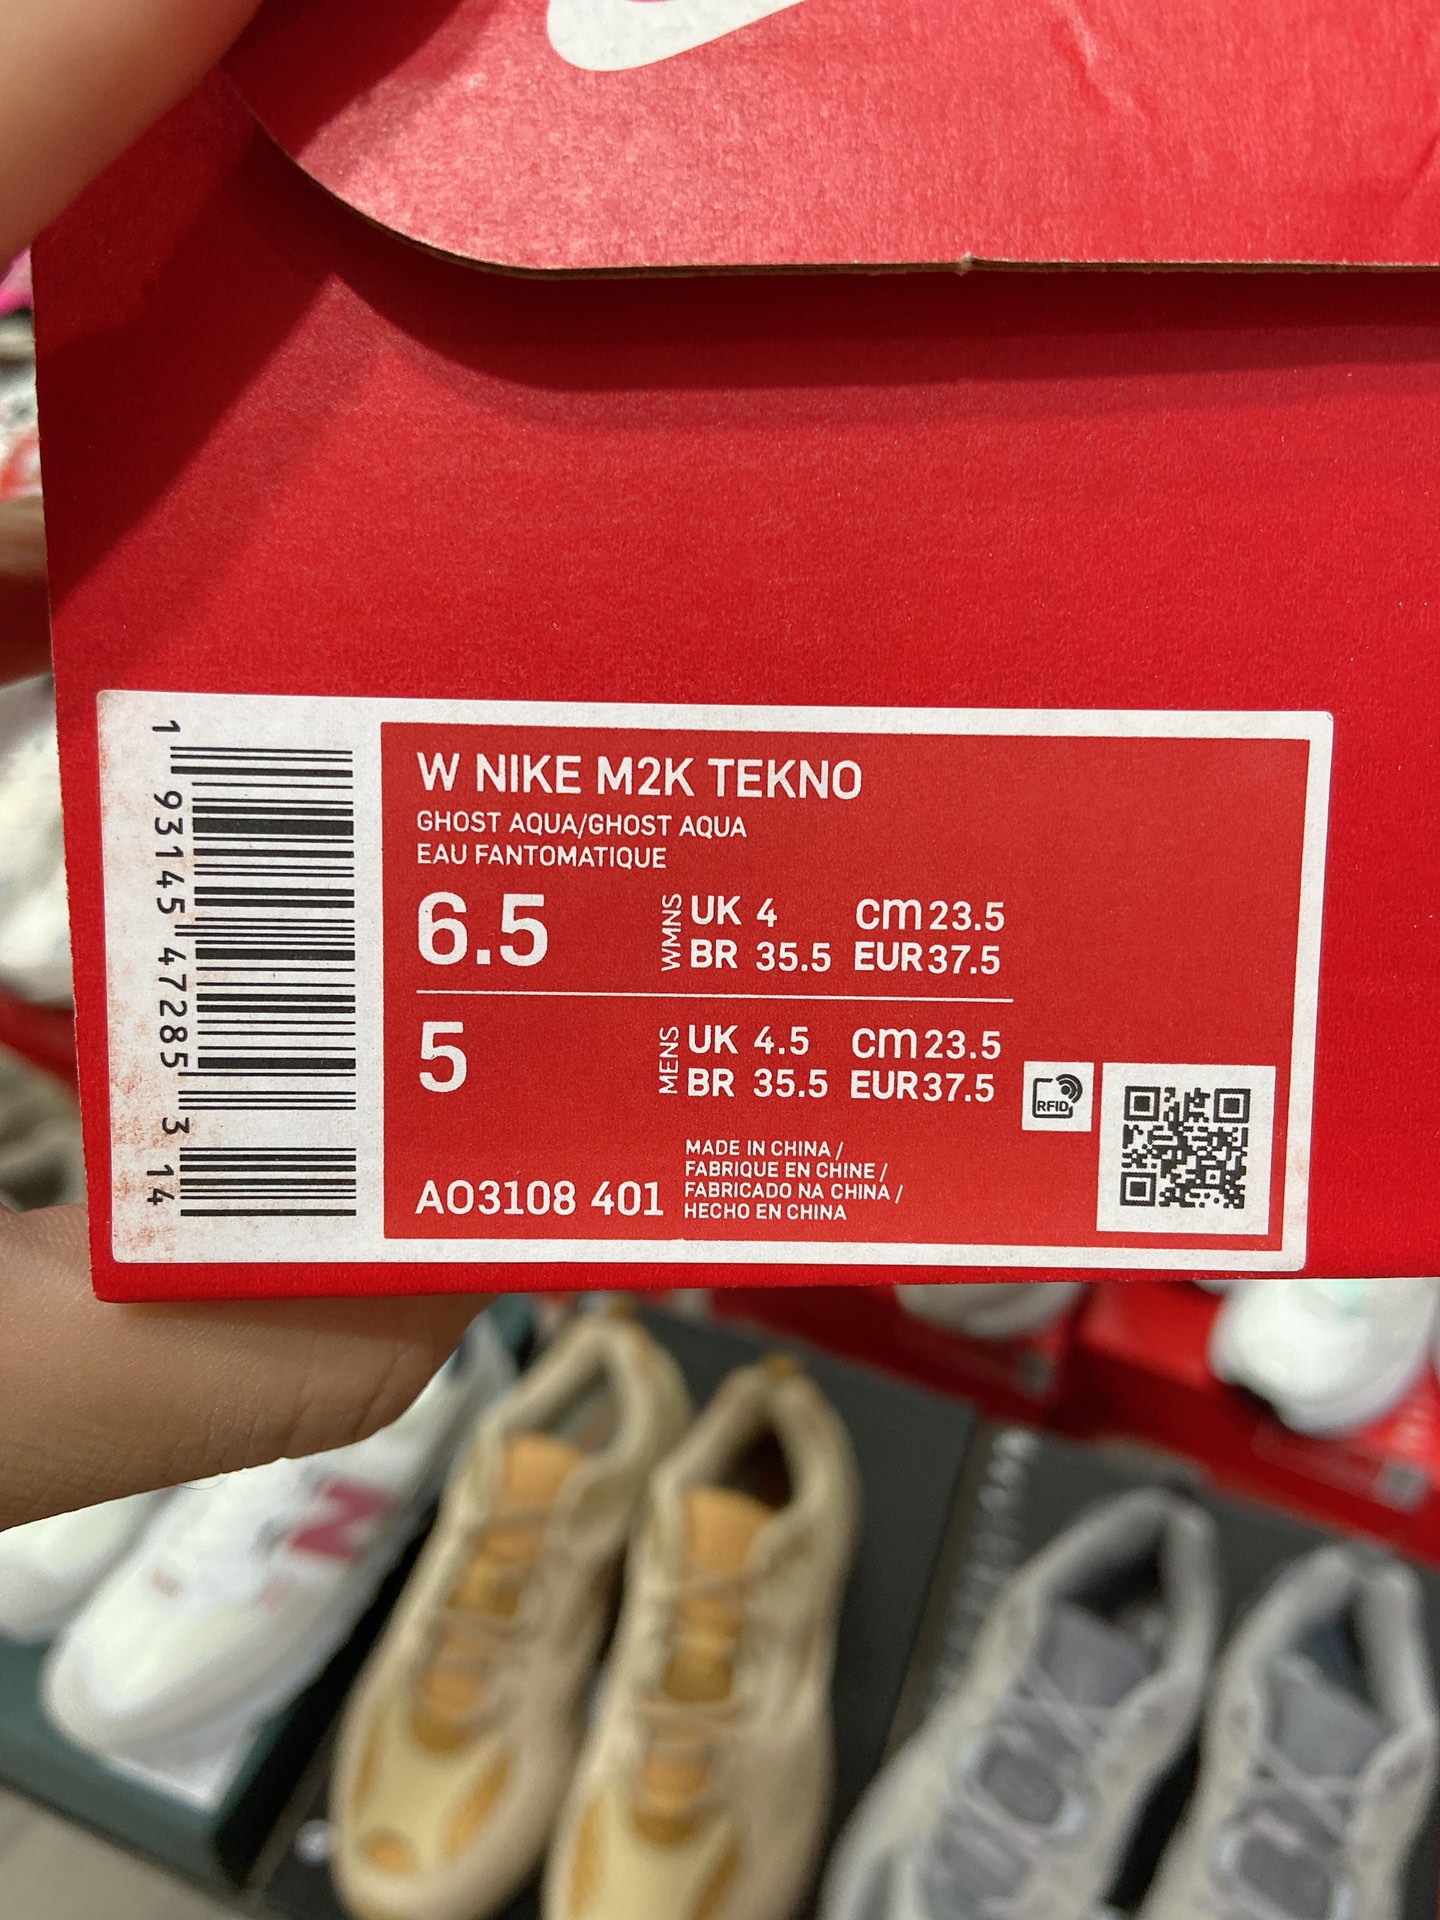 W NIKE M2K TEKNO
GHOST AQUA/GHOST AQUA
EAU FANTOMATIQUE
6.5 WMNS UK 4 cm 23.5
BR 35.5 EUR 37.5
5 MENS UK 4.5 cm 23.5
BR 35.5 EUR 37.5
RFID
MADE IN CHINA /
FABRIQUE EN CHINE /
FABRICADO NA CHINA /
HECHO EN CHINA
AO3108 401
1 93145 47285 3 14
N